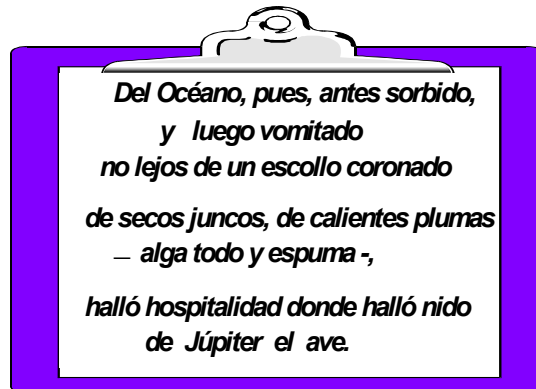 Del Océano, pues, antes sorbido,
y luego vomitado
no lejos de un escollo coronado
de secos juncos, de calientes plumas
– alga todo y espuma -,
halló hospitalidad donde halló nido
de Júpiter el ave.